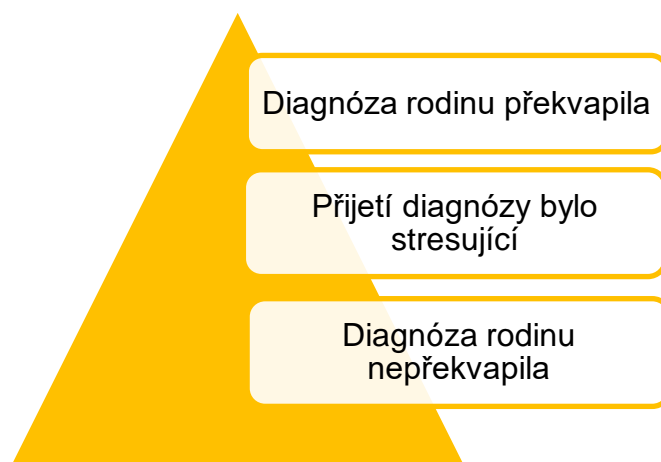 Diagnóza rodinu překvapila
Přijetí diagnózy bylo
stresující
Diagnóza rodinu
nepřekvapila